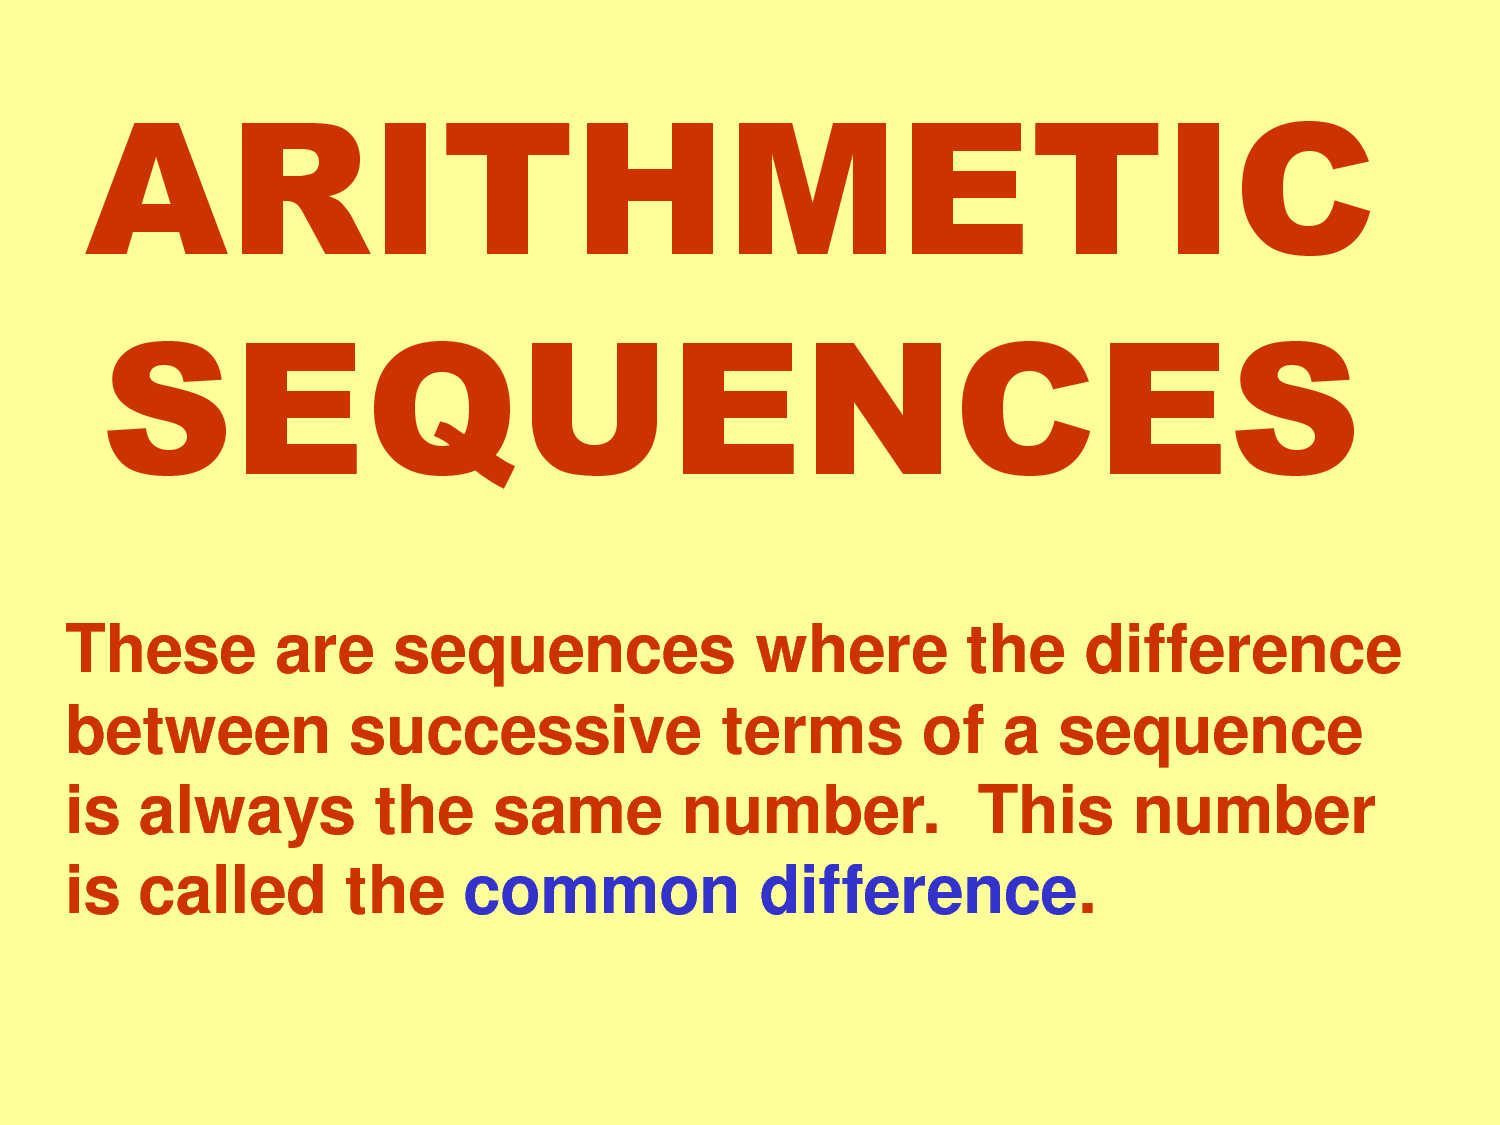 ARITHMETIC
SEQUENCES
These are sequences where the difference
between successive terms of a sequence
is always the same number.  This number
is called the common difference.